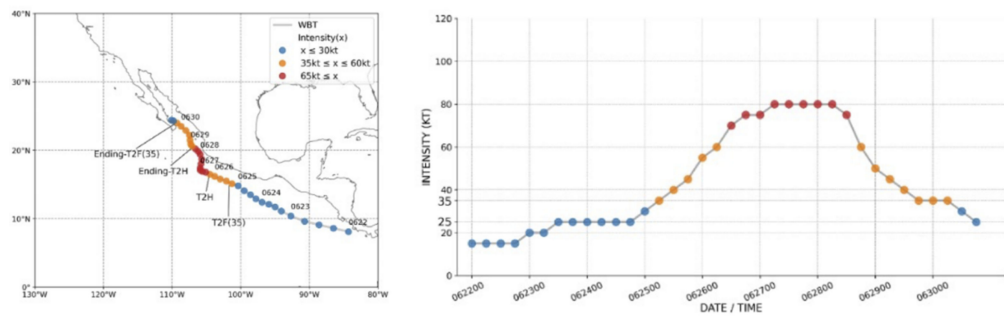 WBT
Intensity(x)
x ≤ 30kt
35kt ≤ x ≤ 60kt
65kt ≤ x
40°N
30°N
20°N
10°N
0°
130°W
120°W
110°W
100°W
90°W
80°W
0630
0629
0628
0627
0626
0625
0624
0623
0622
Ending-T2F(35)
Ending-T2H
T2H
T2F(35)
INTENSITY (KT)
120
100
80
60
45
35
25
20
0
062200
062300
062400
062500
062600
062700
062800
062900
063000
DATE / TIME